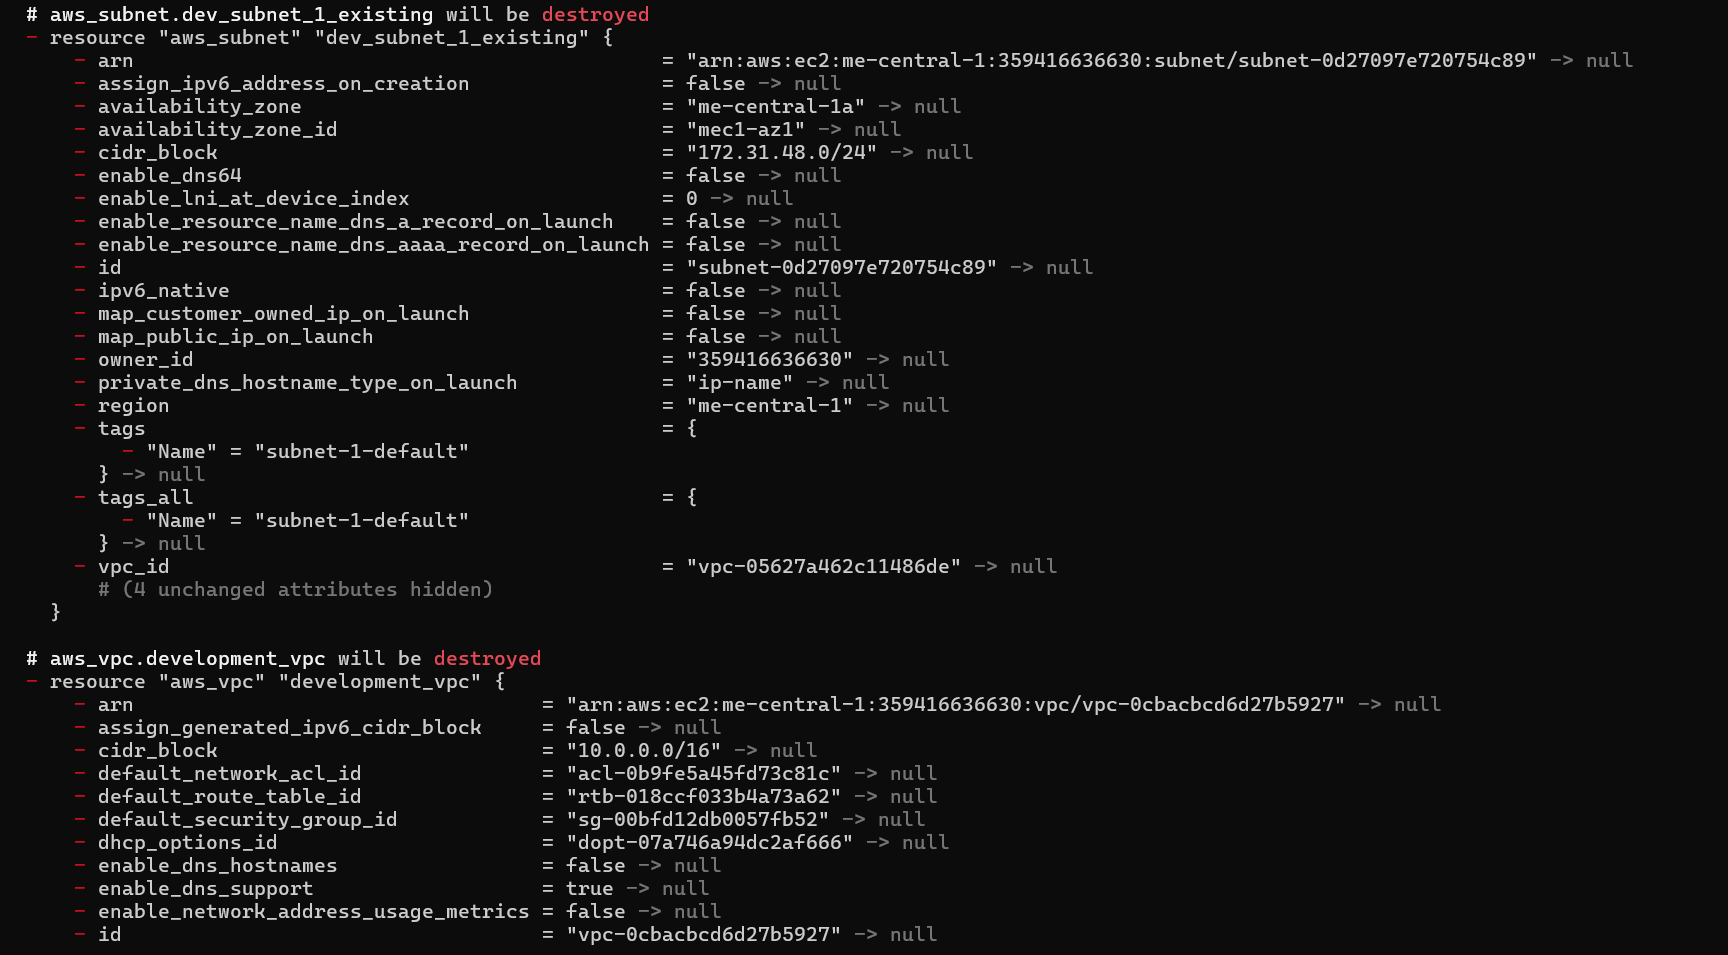 # aws_subnet.dev_subnet_1_existing will be destroyed
- resource "aws_subnet" "dev_subnet_1_existing" {
- arn = "arn:aws:ec2:me-central-1:359416636630:subnet/subnet-0d27097e720754c89" -> null
- assign_ipv6_address_on_creation = false -> null
- availability_zone = "me-central-1a" -> null
- availability_zone_id = "mec1-az1" -> null
- cidr_block = "172.31.48.0/24" -> null
- enable_dns64 = false -> null
- enable_lni_at_device_index = 0 -> null
- enable_resource_name_dns_a_record_on_launch = false -> null
- enable_resource_name_dns_aaaa_record_on_launch = false -> null
- id = "subnet-0d27097e720754c89" -> null
- ipv6_native = false -> null
- map_customer_owned_ip_on_launch = false -> null
- map_public_ip_on_launch = false -> null
- owner_id = "359416636630" -> null
- private_dns_hostname_type_on_launch = "ip-name" -> null
- region = "me-central-1" -> null
- tags = {
- "Name" = "subnet-1-default"
} -> null
- tags_all = {
- "Name" = "subnet-1-default"
} -> null
- vpc_id = "vpc-05627a462c11486de" -> null
# (4 unchanged attributes hidden)
}
# aws_vpc.development_vpc will be destroyed
- resource "aws_vpc" "development_vpc" {
- arn = "arn:aws:ec2:me-central-1:359416636630:vpc/vpc-0cbacbcd6d27b5927" -> null
- assign_generated_ipv6_cidr_block = false -> null
- cidr_block = "10.0.0.0/16" -> null
- default_network_acl_id = "acl-0b9fe5a45fd73c81c" -> null
- default_route_table_id = "rtb-018ccf033b4a73a62" -> null
- default_security_group_id = "sg-00bfd12db0057fb52" -> null
- dhcp_options_id = "dopt-07a746a94dc2af666" -> null
- enable_dns_hostnames = false -> null
- enable_dns_support = true -> null
- enable_network_address_usage_metrics = false -> null
- id = "vpc-0cbacbcd6d27b5927" -> null